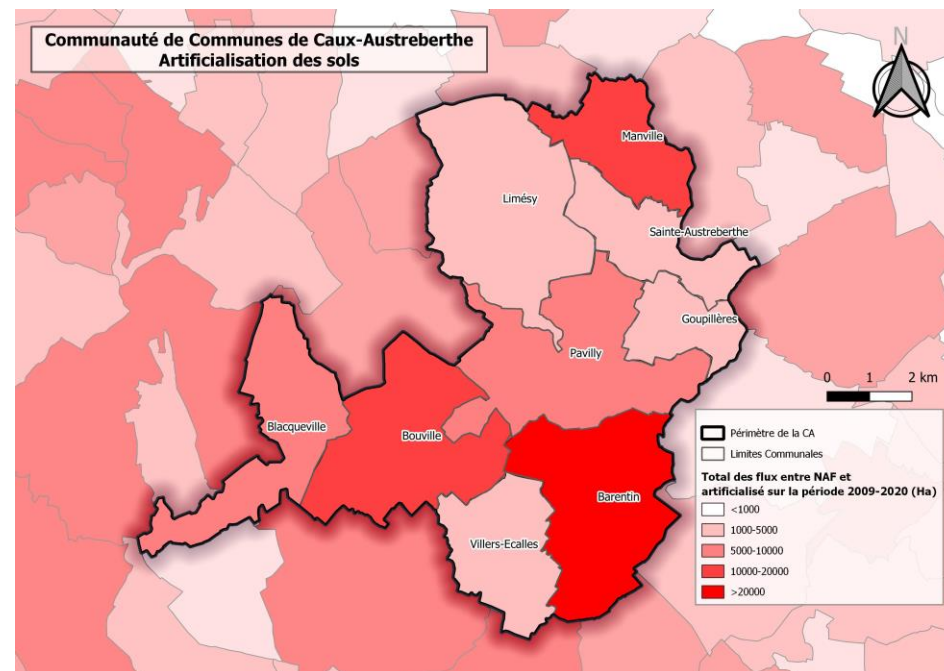 Communauté de Communes de Caux-Austreberthe
Artificialisation des sols
N
Manville
Limésy
Sainte-Austreberthe
Goupillères
Pavilly
0 1 2 km
Blacqueville
Bouville
Barentin
Villers-Ecalles
Périmètre de la CA
Limites Communales
Total des flux entre NAF et
artificialisé sur la période 2009-2020 (Ha)
<1000
1000-5000
5000-10000
10000-20000
>20000